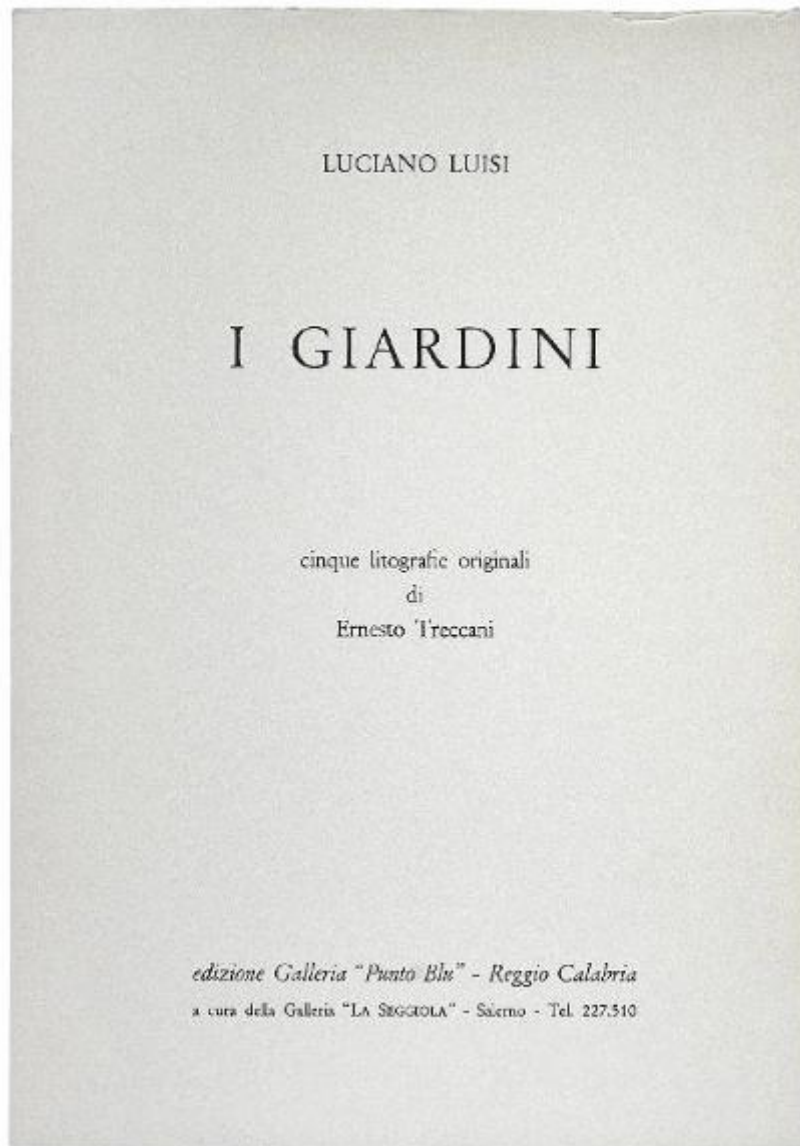 LUCIANO LUISI
I GIARDINI
cinque litografie originali
di
Ernesto Treccani
edizione Galleria "Punto Blu" - Reggio Calabria
a cura della Galleria "LA SEGGIOLA" - Salerno - Tel. 227.510